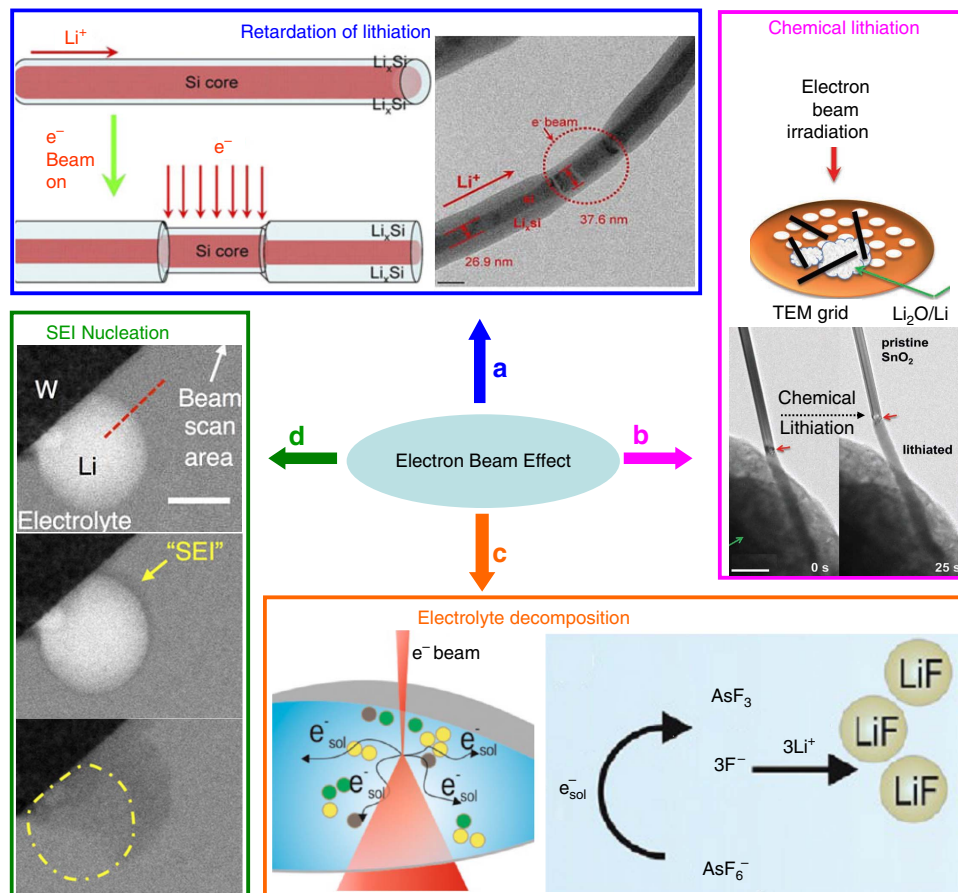 Retardation of lithiation
Li⁺
LiₓSi
Si core
LiₓSi
e⁻
Beam
on
e⁻
LiₓSi
Si core
LiₓSi
e⁻ beam
Li⁺
Liₓsi
37.6 nm
26.9 nm
Chemical lithiation
Electron
beam
irradiation
TEM grid
Li₂O/Li
pristine
SnO₂
Chemical
Lithiation
lithiated
0 s
25 s
SEI Nucleation
W
Beam
scan
area
Li
Electrolyte
"SEI"
a
d
b
Electron Beam Effect
c
Electrolyte decomposition
e⁻ beam
e⁻sol
e⁻sol
e⁻sol
e⁻sol
AsF₃
3Li⁺
3F⁻
e⁻sol
AsF₆⁻
LiF
LiF
LiF